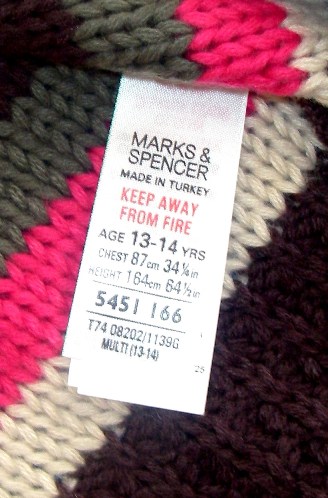 MARKS &
SPENCER
MADE IN TURKEY
KEEP AWAY
FROM FIRE
AGE 13-14 YRS
CHEST 87cm 34¼in
HEIGHT 164cm 64½in
5451 166
T74 08202/1139G
MULTI (13-14)
25